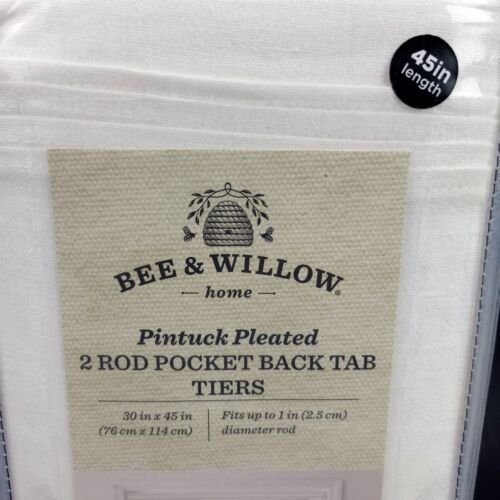 45in
length
BEE & WILLOW®
home
Pintuck Pleated
2 ROD POCKET BACK TAB
TIERS
30 in x 45 in
(76 cm x 114 cm)
Fits up to 1 in (2.5 cm)
diameter rod